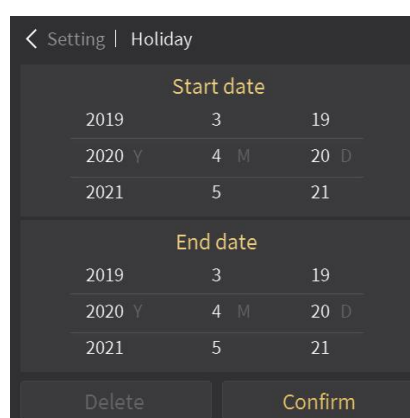 Setting | Holiday
Start date
2019 3 19
2020 Y 4 M 20 D
2021 5 21
End date
2019 3 19
2020 Y 4 M 20 D
2021 5 21
Delete Confirm